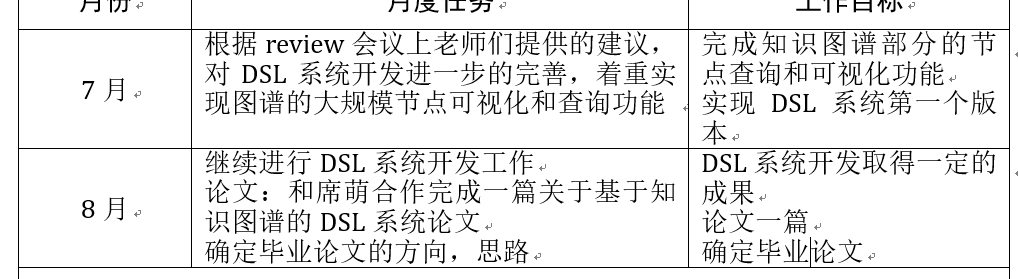 月份
月度任务
工作目标
7 月
根据 review 会议上老师们提供的建议，
对 DSL 系统开发进一步的完善，着重实
现图谱的大规模节点可视化和查询功能
完成知识图谱部分的节
点查询和可视化功能
实现 DSL 系统第一个版
本
8 月
继续进行 DSL 系统开发工作
论文：和席萌合作完成一篇关于基于知
识图谱的 DSL 系统论文
确定毕业论文的方向，思路
DSL 系统开发取得一定的
成果
论文一篇
确定毕业论文